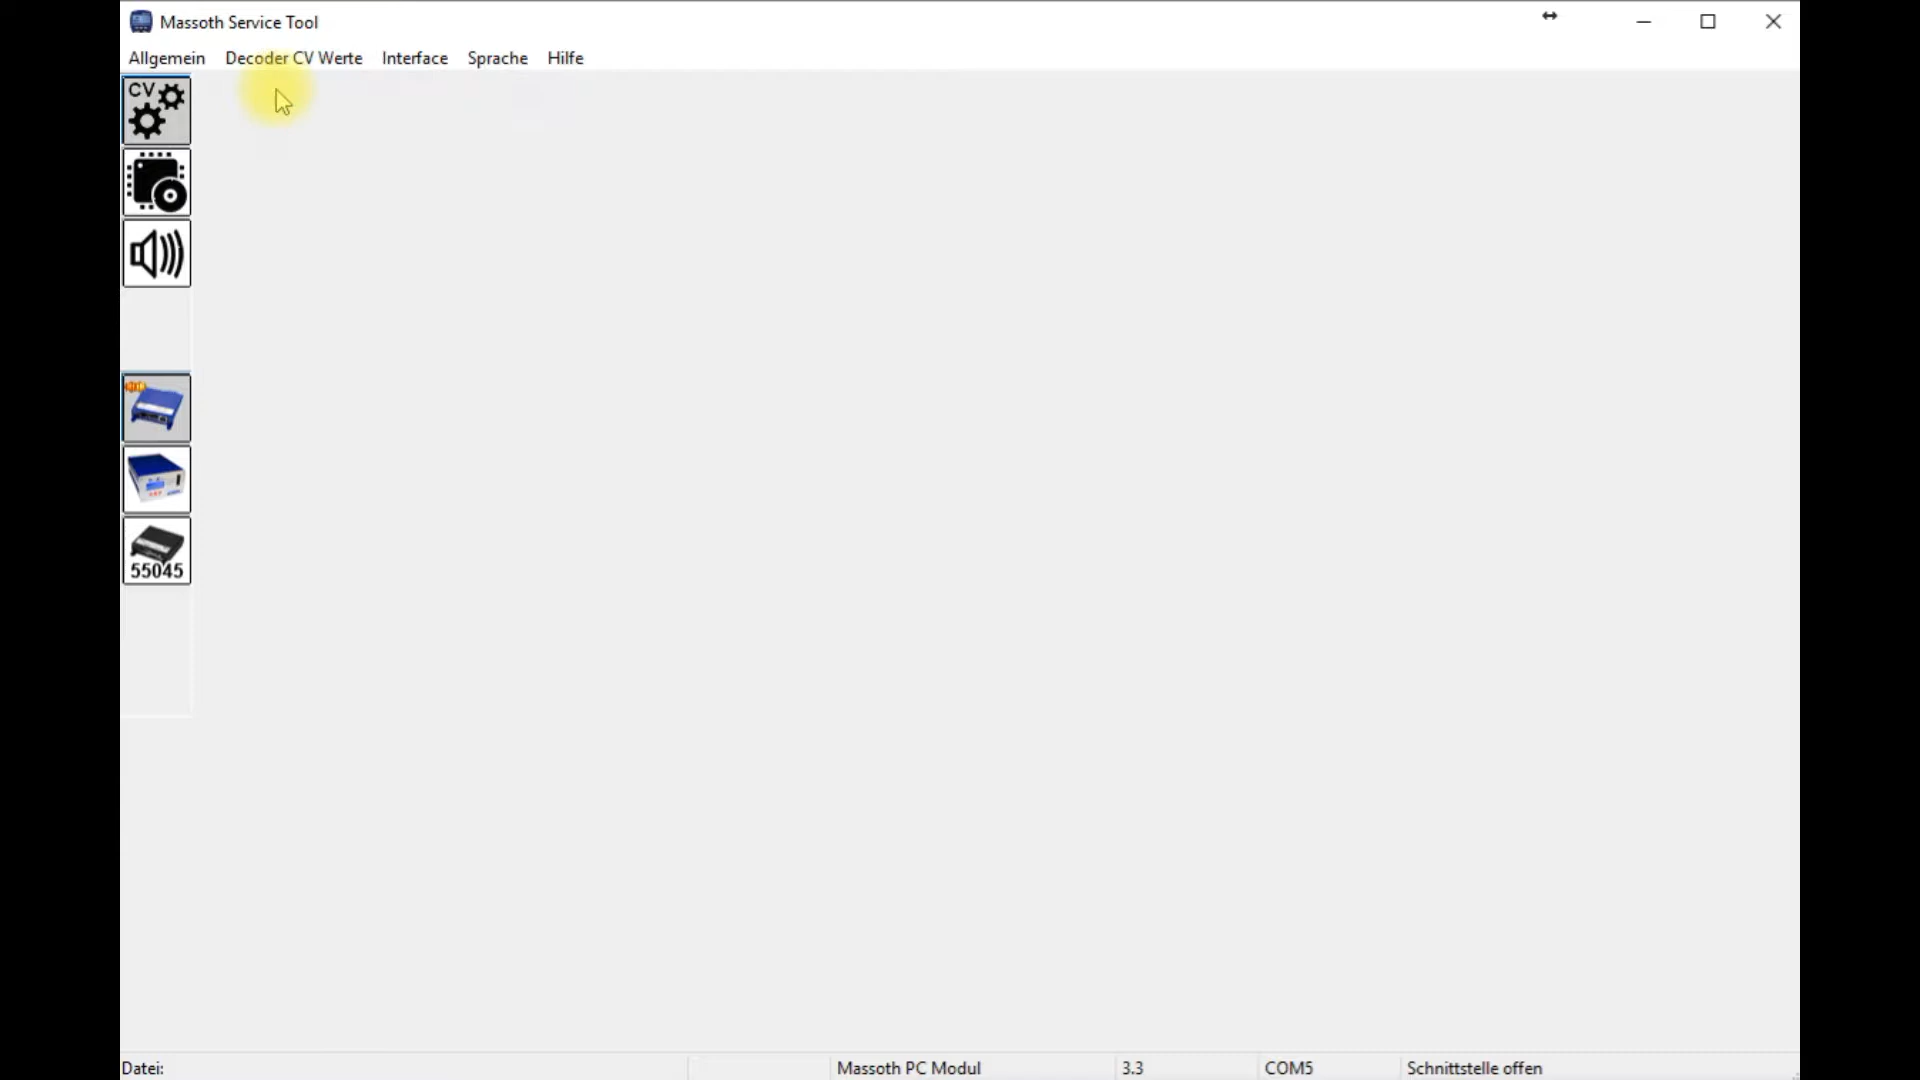 Massoth Service Tool
Allgemein Decoder CV Werte Interface Sprache Hilfe
CV
55045
Datei: Massoth PC Modul 3.3 COM5 Schnittstelle offen